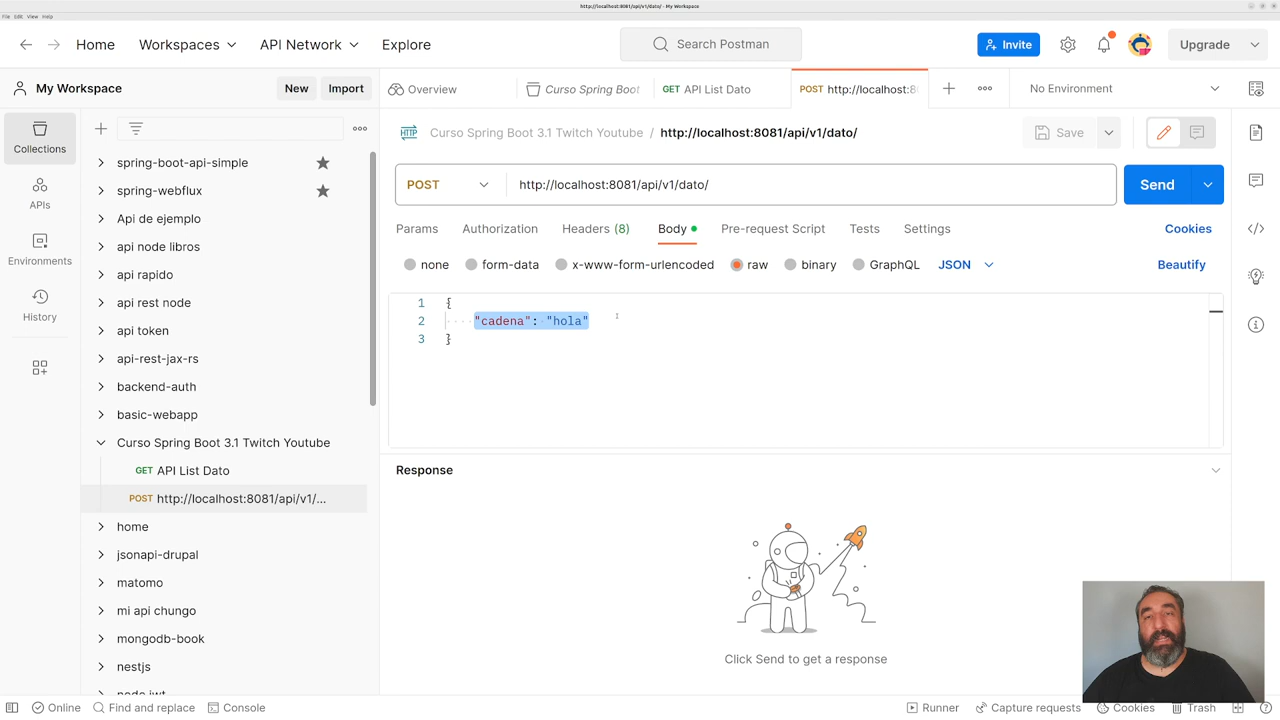 http://localhost:8081/api/v1/dato/ - My Workspace
File Edit View Help
Home Workspaces API Network Explore Search Postman Invite Upgrade
My Workspace New Import Overview Curso Spring Boot GET API List Dato POST http://localhost:8 No Environment
Collections
APIs
Environments
History
spring-boot-api-simple
spring-webflux
Api de ejemplo
api node libros
api rapido
api rest node
api token
api-rest-jax-rs
backend-auth
basic-webapp
Curso Spring Boot 3.1 Twitch Youtube
GET API List Dato
POST http://localhost:8081/api/v1/...
home
jsonapi-drupal
matomo
mi api chungo
mongodb-book
nestjs
node jwt
HTTP Curso Spring Boot 3.1 Twitch Youtube / http://localhost:8081/api/v1/dato/ Save
POST http://localhost:8081/api/v1/dato/ Send
Params Authorization Headers (8) Body Pre-request Script Tests Settings Cookies
none form-data x-www-form-urlencoded raw binary GraphQL JSON Beautify
1 {
2 "cadena": "hola"
3 }
Response
Click Send to get a response
Online Find and replace Console Runner Capture requests Cookies Trash